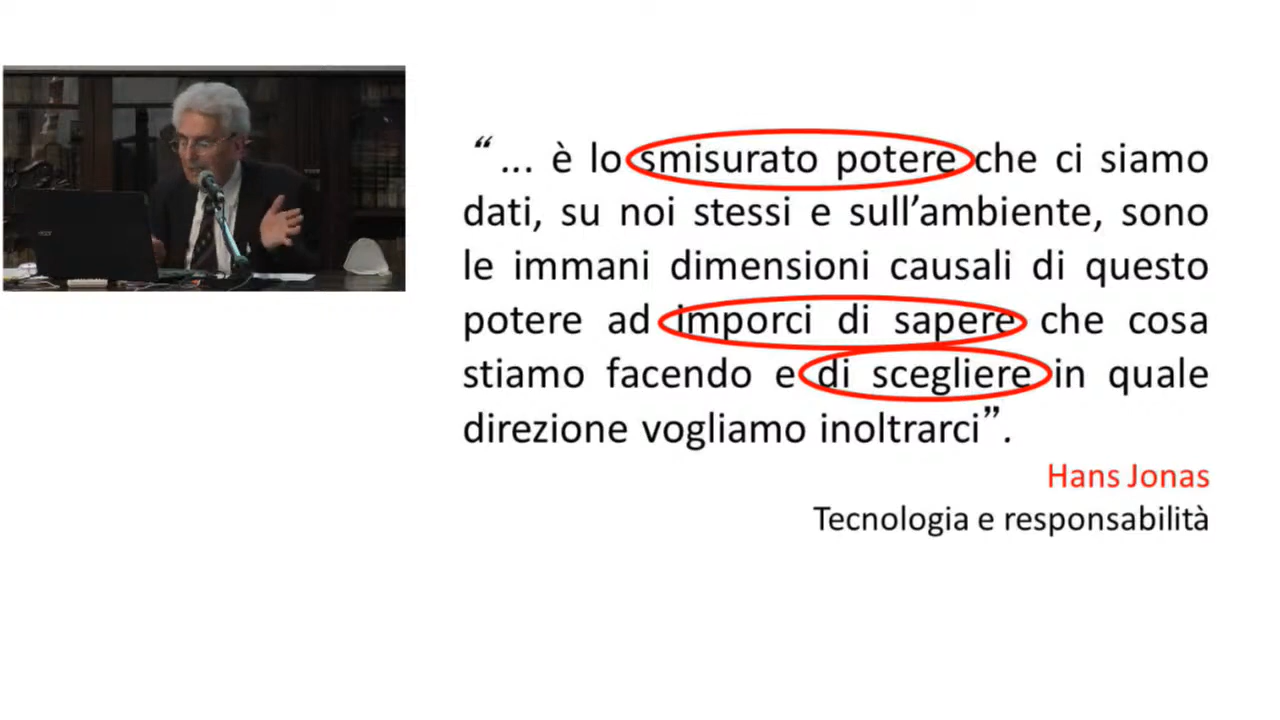 “... è lo smisurato potere che ci siamo
dati, su noi stessi e sull’ambiente, sono
le immani dimensioni causali di questo
potere ad imporci di sapere che cosa
stiamo facendo e di scegliere in quale
direzione vogliamo inoltrarci”.
Hans Jonas
Tecnologia e responsabilità